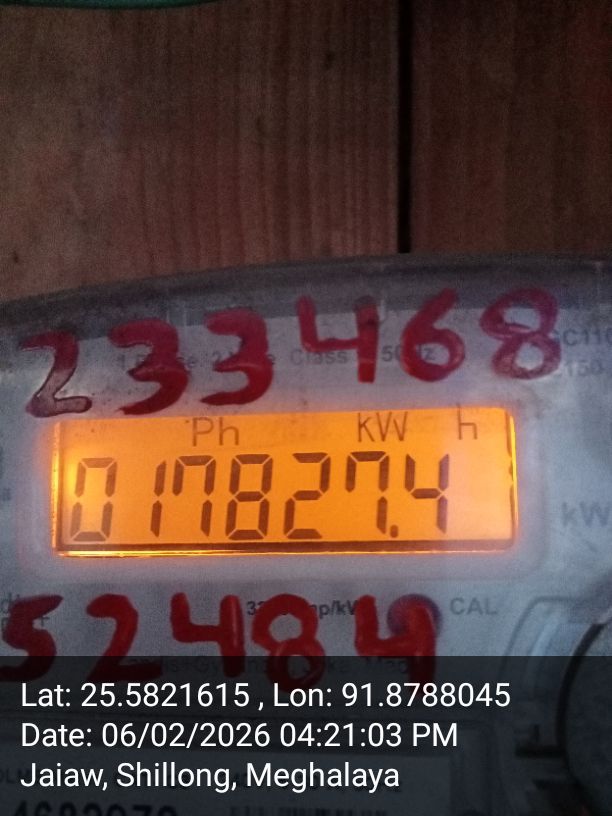 233468
Ph kW h
017827.4
CAL
52484
Lat: 25.5821615 , Lon: 91.8788045
Date: 06/02/2026 04:21:03 PM
Jaiaw, Shillong, Meghalaya